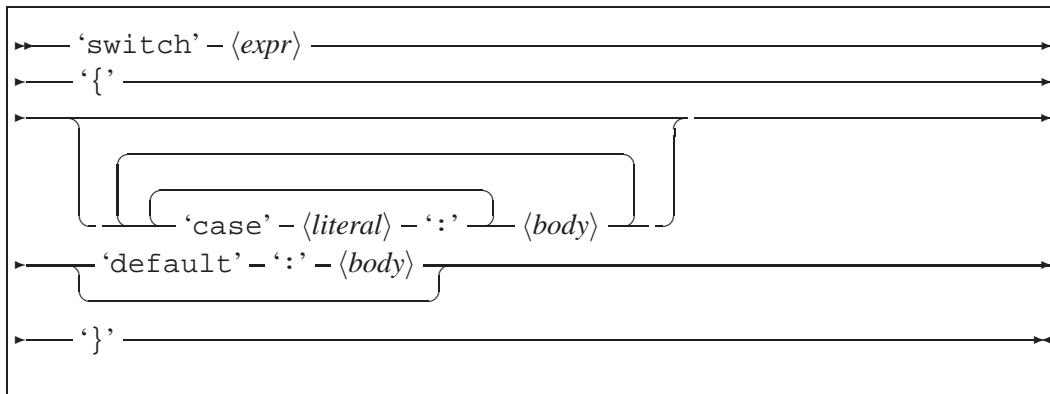 ‘switch’ – ⟨expr⟩
‘{’
‘case’ – ⟨literal⟩ – ‘:’ ⟨body⟩
‘default’ – ‘:’ – ⟨body⟩
‘}’